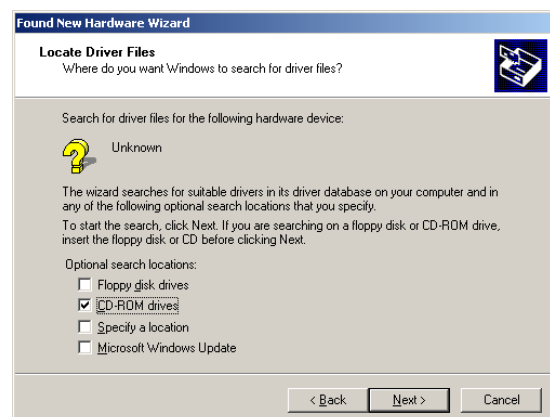 Found New Hardware Wizard
Locate Driver Files
Where do you want Windows to search for driver files?
Search for driver files for the following hardware device:
Unknown
The wizard searches for suitable drivers in its driver database on your computer and in
any of the following optional search locations that you specify.
To start the search, click Next. If you are searching on a floppy disk or CD-ROM drive,
insert the floppy disk or CD before clicking Next.
Optional search locations:
Floppy disk drives
CD-ROM drives
Specify a location
Microsoft Windows Update
< Back Next > Cancel